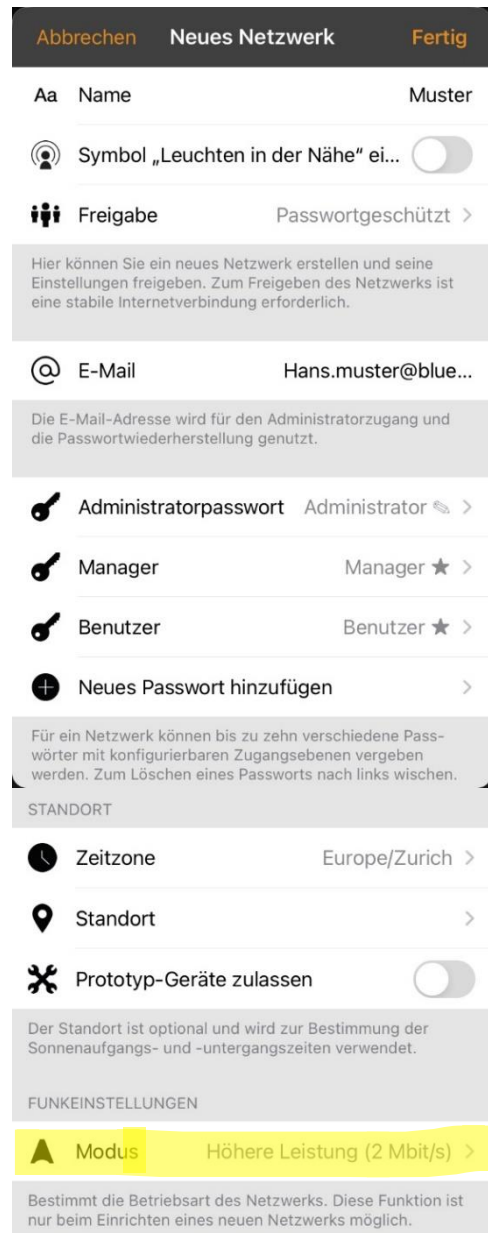 Abbrechen Neues Netzwerk Fertig
Aa Name Muster
Symbol „Leuchten in der Nähe“ ei...
Freigabe Passwortgeschützt >
Hier können Sie ein neues Netzwerk erstellen und seine
Einstellungen freigeben. Zum Freigeben des Netzwerks ist
eine stabile Internetverbindung erforderlich.
@ E-Mail Hans.muster@blue...
Die E-Mail-Adresse wird für den Administratorzugang und
die Passwortwiederherstellung genutzt.
Administratorpasswort Administrator ✎ >
Manager Manager ★ >
Benutzer Benutzer ★ >
Neues Passwort hinzufügen >
Für ein Netzwerk können bis zu zehn verschiedene Pass-
wörter mit konfigurierbaren Zugangsebenen vergeben
werden. Zum Löschen eines Passworts nach links wischen.
STANDORT
Zeitzone Europe/Zurich >
Standort >
Prototyp-Geräte zulassen
Der Standort ist optional und wird zur Bestimmung der
Sonnenaufgangs- und -untergangszeiten verwendet.
FUNKEINSTELLUNGEN
Modus Höhere Leistung (2 Mbit/s) >
Bestimmt die Betriebsart des Netzwerks. Diese Funktion ist
nur beim Einrichten eines neuen Netzwerks möglich.